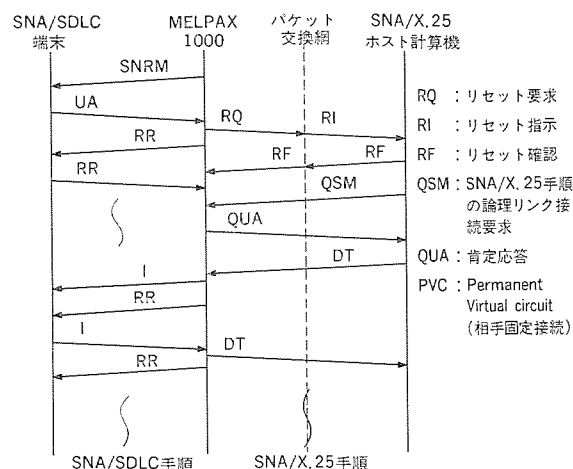 SNA/SDLC
端末
MELPAX
1000
パケット
交換網
SNA/X.25
ホスト計算機
SNRM
UA
RQ
RI
RR
RF
RF
RR
QSM
QUA
DT
I
RR
I
DT
RR
SNA/SDLC手順
SNA/X.25手順
RQ :リセット要求
RI :リセット指示
RF :リセット確認
QSM:SNA/X.25手順
の論理リンク接
続要求
QUA:肯定応答
PVC:Permanent
Virtual circuit
(相手固定接続)